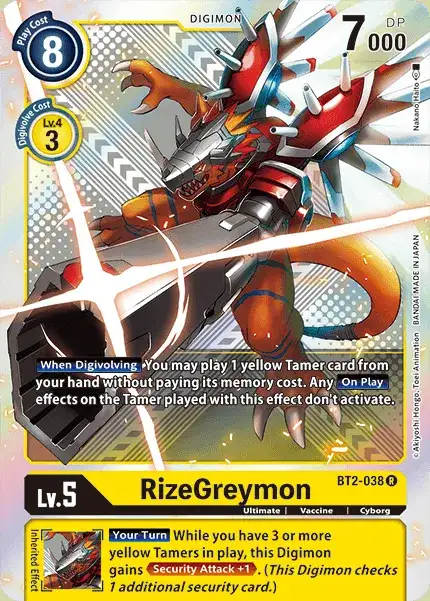 Play Cost
8
DIGIMON
7000
DP
Digivolve Cost
Lv.4
3
Nakano Haito
When Digivolving You may play 1 yellow Tamer card from
your hand without paying its memory cost. Any On Play
effects on the Tamer played with this effect don't activate.
©Akiyoshi Hongo, Toei Animation BANDAI MADE IN JAPAN
Lv.5
RizeGreymon
BT2-038 R
Ultimate | Vaccine | Cyborg
Inherited Effect
Your Turn While you have 3 or more
yellow Tamers in play, this Digimon
gains Security Attack +1. (This Digimon checks
1 additional security card.)